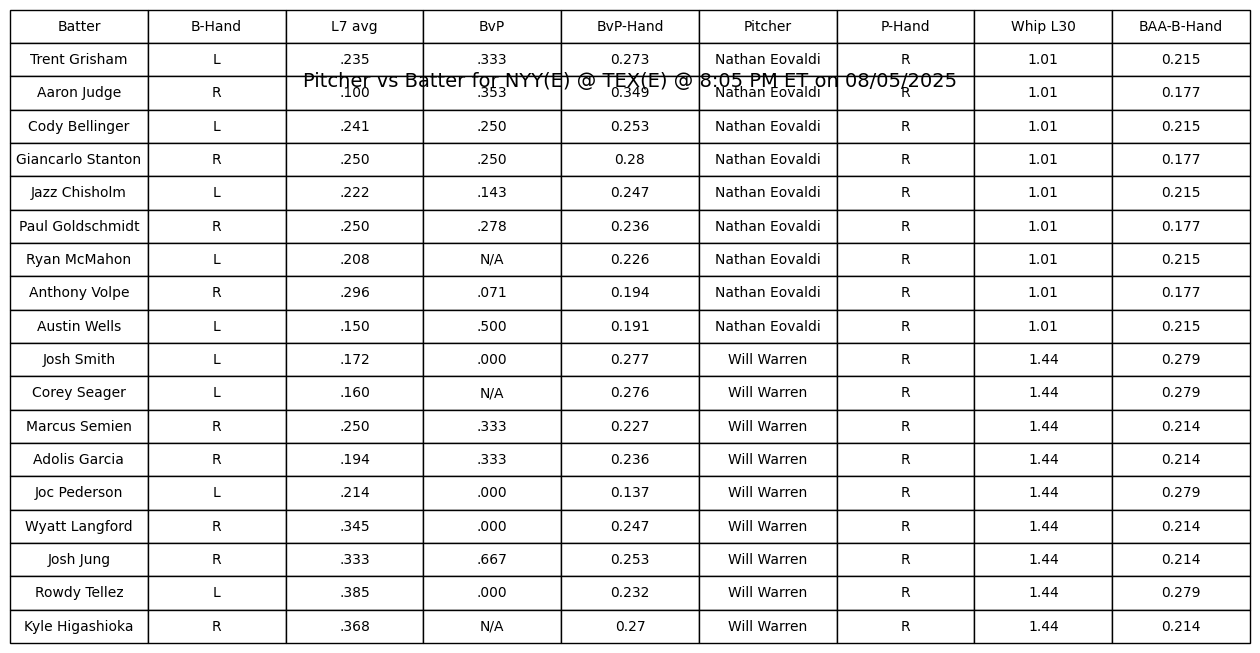 Batter B-Hand L7 avg BvP BvP-Hand Pitcher P-Hand Whip L30 BAA-B-Hand
Trent Grisham L .235 .333 0.273 Nathan Eovaldi R 1.01 0.215
Pitcher vs Batter for NYY(E) @ TEX(E) @ 8:05 PM ET on 08/05/2025
Aaron Judge R .100 .353 0.349 Nathan Eovaldi R 1.01 0.177
Cody Bellinger L .241 .250 0.253 Nathan Eovaldi R 1.01 0.215
Giancarlo Stanton R .250 .250 0.28 Nathan Eovaldi R 1.01 0.177
Jazz Chisholm L .222 .143 0.247 Nathan Eovaldi R 1.01 0.215
Paul Goldschmidt R .250 .278 0.236 Nathan Eovaldi R 1.01 0.177
Ryan McMahon L .208 N/A 0.226 Nathan Eovaldi R 1.01 0.215
Anthony Volpe R .296 .071 0.194 Nathan Eovaldi R 1.01 0.177
Austin Wells L .150 .500 0.191 Nathan Eovaldi R 1.01 0.215
Josh Smith L .172 .000 0.277 Will Warren R 1.44 0.279
Corey Seager L .160 N/A 0.276 Will Warren R 1.44 0.279
Marcus Semien R .250 .333 0.227 Will Warren R 1.44 0.214
Adolis Garcia R .194 .333 0.236 Will Warren R 1.44 0.214
Joc Pederson L .214 .000 0.137 Will Warren R 1.44 0.279
Wyatt Langford R .345 .000 0.247 Will Warren R 1.44 0.214
Josh Jung R .333 .667 0.253 Will Warren R 1.44 0.214
Rowdy Tellez L .385 .000 0.232 Will Warren R 1.44 0.279
Kyle Higashioka R .368 N/A 0.27 Will Warren R 1.44 0.214